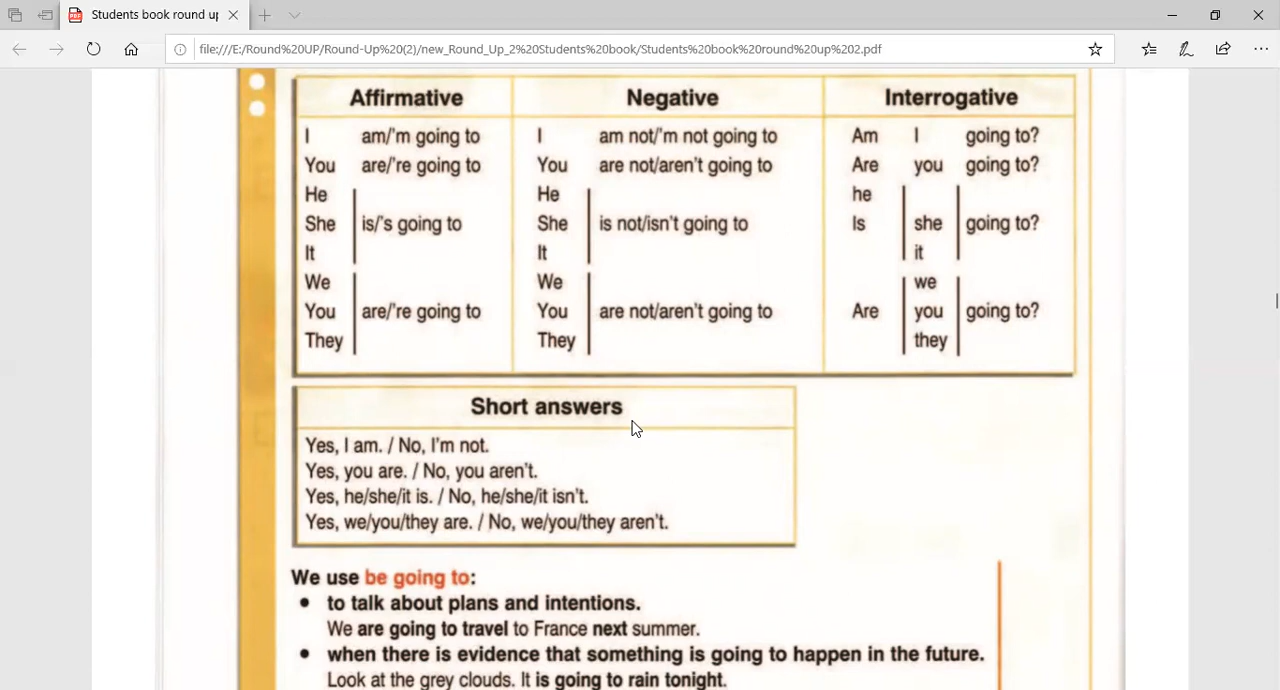 Students book round up
file:///E:/Round%20UP/Round-Up%20(2)/new_Round_Up_2%20Students%20book/Students%20book%20round%20up%202.pdf
Affirmative Negative Interrogative
I am/'m going to I am not/'m not going to Am I going to?
You are/'re going to You are not/aren't going to Are you going to?
He He he
She is/'s going to She is not/isn't going to Is she going to?
It It it
We We we
You are/'re going to You are not/aren't going to Are you going to?
They They they
Short answers
Yes, I am. / No, I'm not.
Yes, you are. / No, you aren't.
Yes, he/she/it is. / No, he/she/it isn't.
Yes, we/you/they are. / No, we/you/they aren't.
We use be going to:
• to talk about plans and intentions.
We are going to travel to France next summer.
• when there is evidence that something is going to happen in the future.
Look at the grey clouds. It is going to rain tonight.